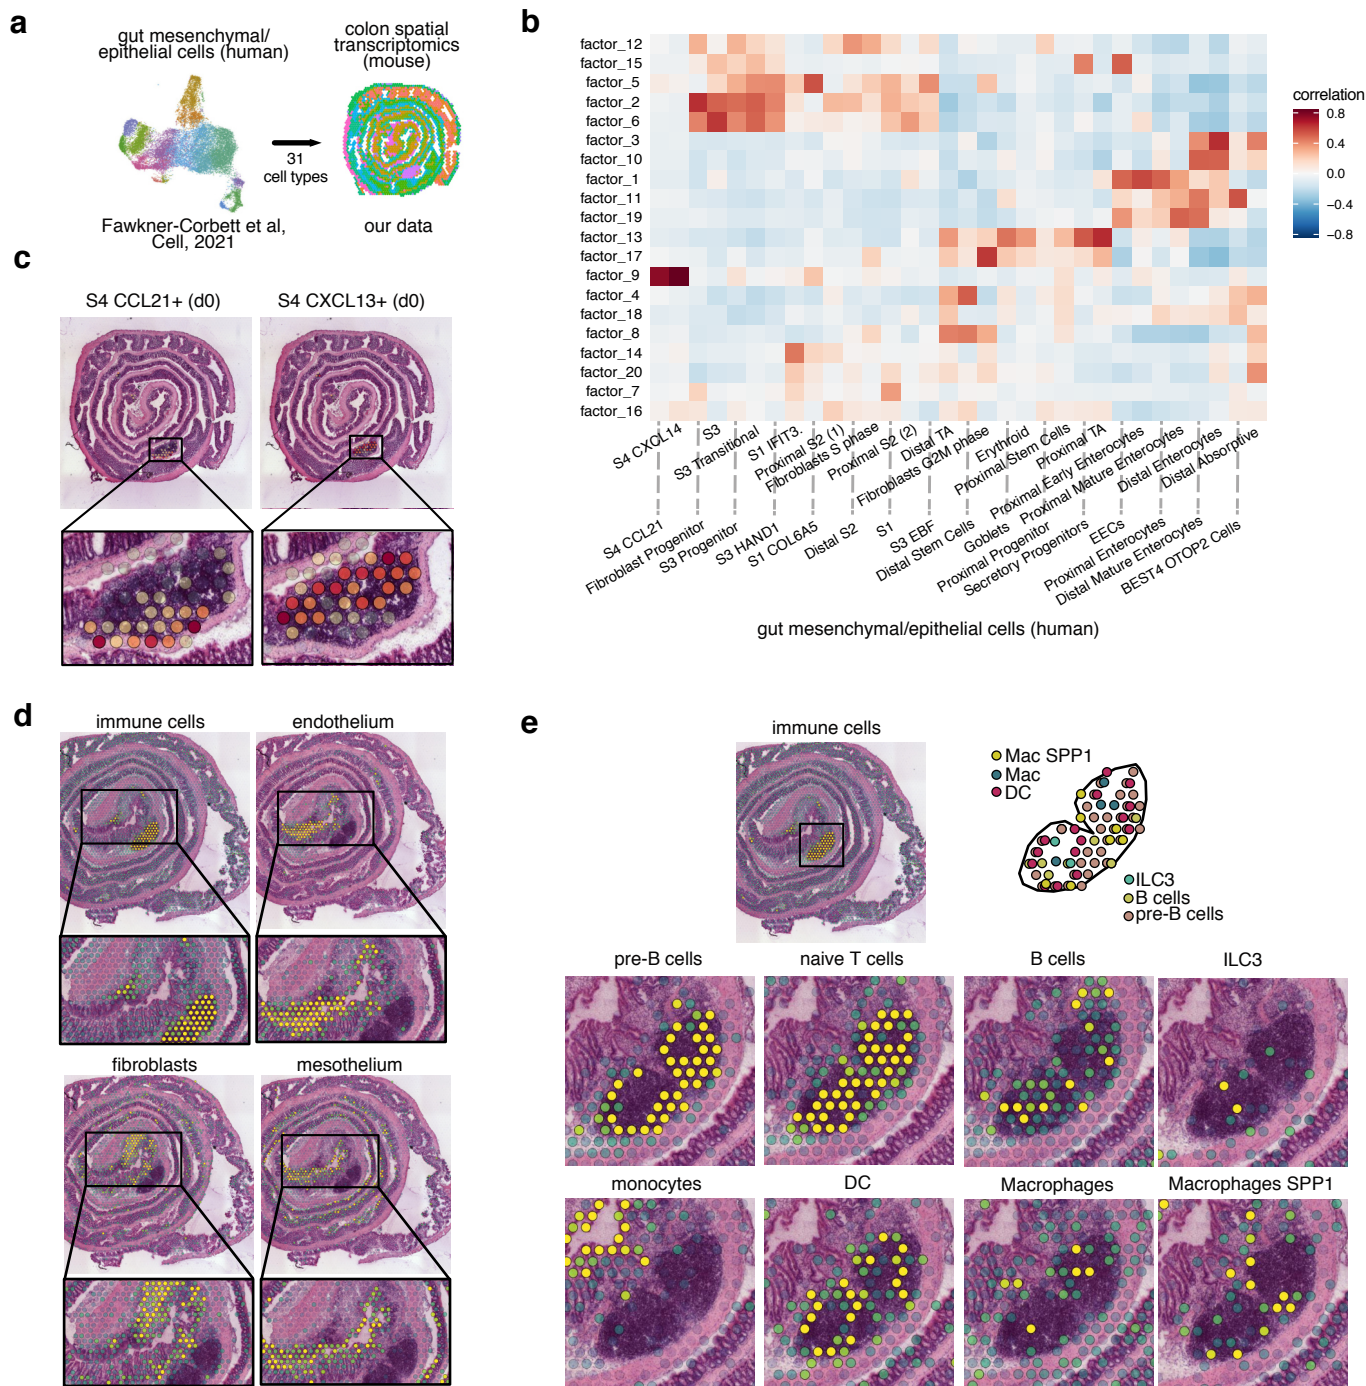 a
gut mesenchymal/
epithelial cells (human)
colon spatial
transcriptomics
(mouse)
31
cell types
Fawkner-Corbett et al,
Cell, 2021
our data
b
factor_12
factor_15
factor_5
factor_2
factor_6
factor_3
factor_10
factor_1
factor_11
factor_19
factor_13
factor_17
factor_9
factor_4
factor_18
factor_8
factor_14
factor_20
factor_7
factor_16
correlation
0.8
0.4
0.0
−0.4
−0.8
S4 CXCL14
S3
S3 Transitional
S1 IFIT3.
Proximal S2 (1)
Fibroblasts S phase
Proximal S2 (2)
Distal TA
Fibroblasts G2M phase
Erythroid
Proximal Stem Cells
Proximal TA
Proximal Early Enterocytes
Proximal Mature Enterocytes
Distal Enterocytes
Distal Absorptive
S4 CCL21
Fibroblast Progenitor
S3 Progenitor
S3 HAND1
S1 COL6A5
Distal S2
S1
S3 EBF
Distal Stem Cells
Goblets
Proximal Progenitor
Secretory Progenitors
EECs
Proximal Enterocytes
Distal Mature Enterocytes
BEST4 OTOP2 Cells
gut mesenchymal/epithelial cells (human)
c
S4 CCL21+ (d0)
S4 CXCL13+ (d0)
d
immune cells
endothelium
fibroblasts
mesothelium
e
immune cells
Mac SPP1
Mac
DC
ILC3
B cells
pre-B cells
pre-B cells
naive T cells
B cells
ILC3
monocytes
DC
Macrophages
Macrophages SPP1